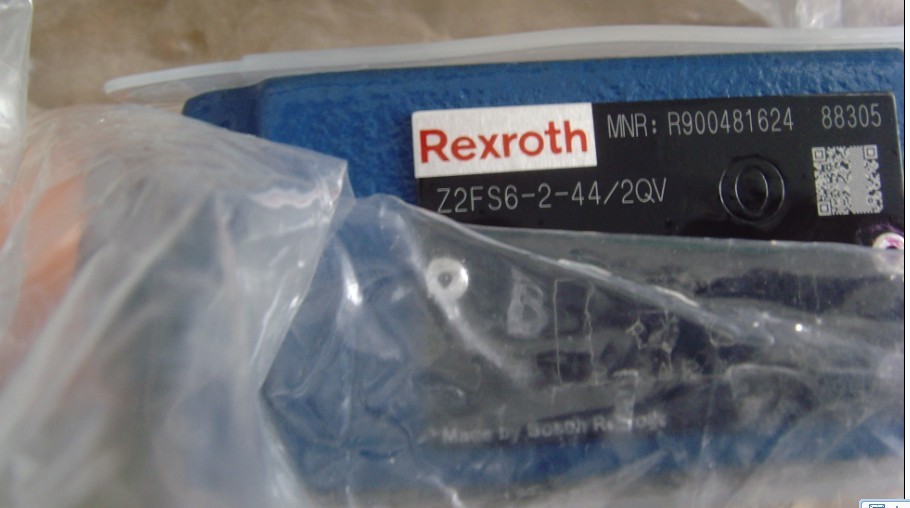 Rexroth
MNR: R900481624 88305
Z2FS6-2-44/2QV
B
Made by Bosch Rexroth